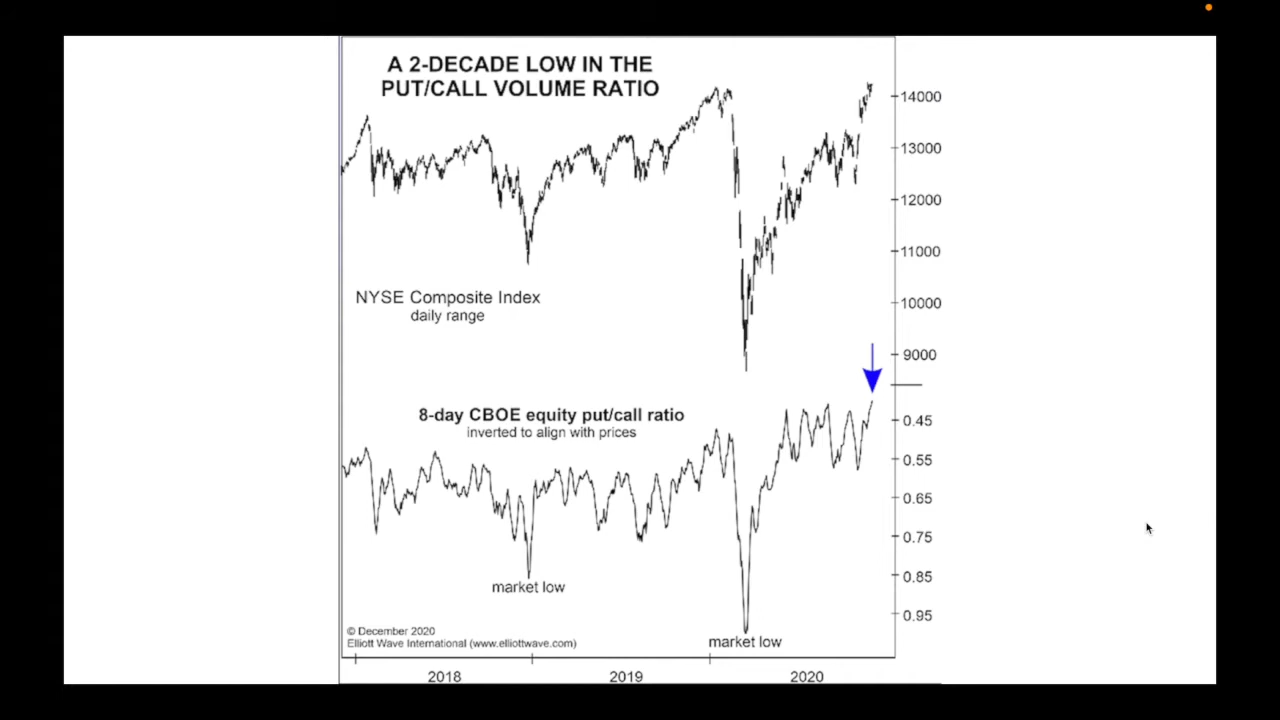 A 2-DECADE LOW IN THE
PUT/CALL VOLUME RATIO
14000
13000
12000
11000
10000
9000
NYSE Composite Index
daily range
8-day CBOE equity put/call ratio
inverted to align with prices
0.45
0.55
0.65
0.75
0.85
0.95
market low
market low
© December 2020
Elliott Wave International (www.elliottwave.com)
2018
2019
2020